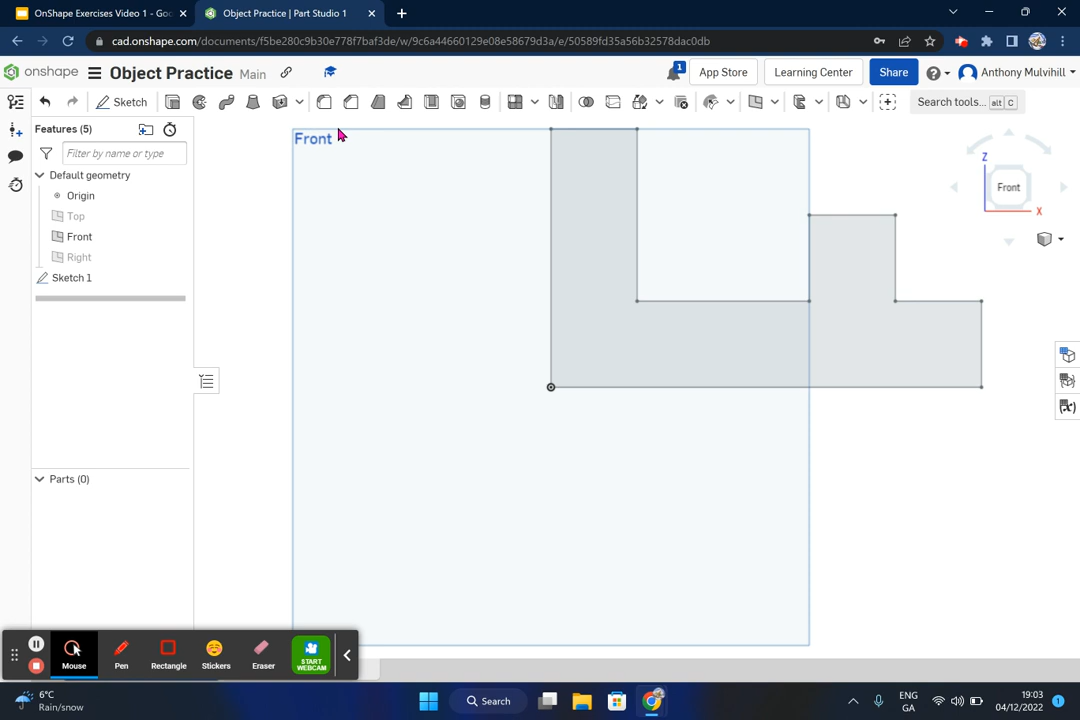 OnShape Exercises Video 1 - Goo
Object Practice | Part Studio 1
cad.onshape.com/documents/f5be280c9b30e778f7baf3de/w/9c6a44660129e08e58679d3a/e/50589fd35a56b32578dac0db
onshape
Object Practice Main
1
App Store
Learning Center
Share
Anthony Mulvihill
Sketch
Search tools... alt C
Features (5)
Filter by name or type
Default geometry
Origin
Top
Front
Right
Sketch 1
Parts (0)
Front
Z
Front
X
Mouse
Pen
Rectangle
Stickers
Eraser
START
WEBCAM
6°C
Rain/snow
Search
ENG
GA
19:03
04/12/2022
1